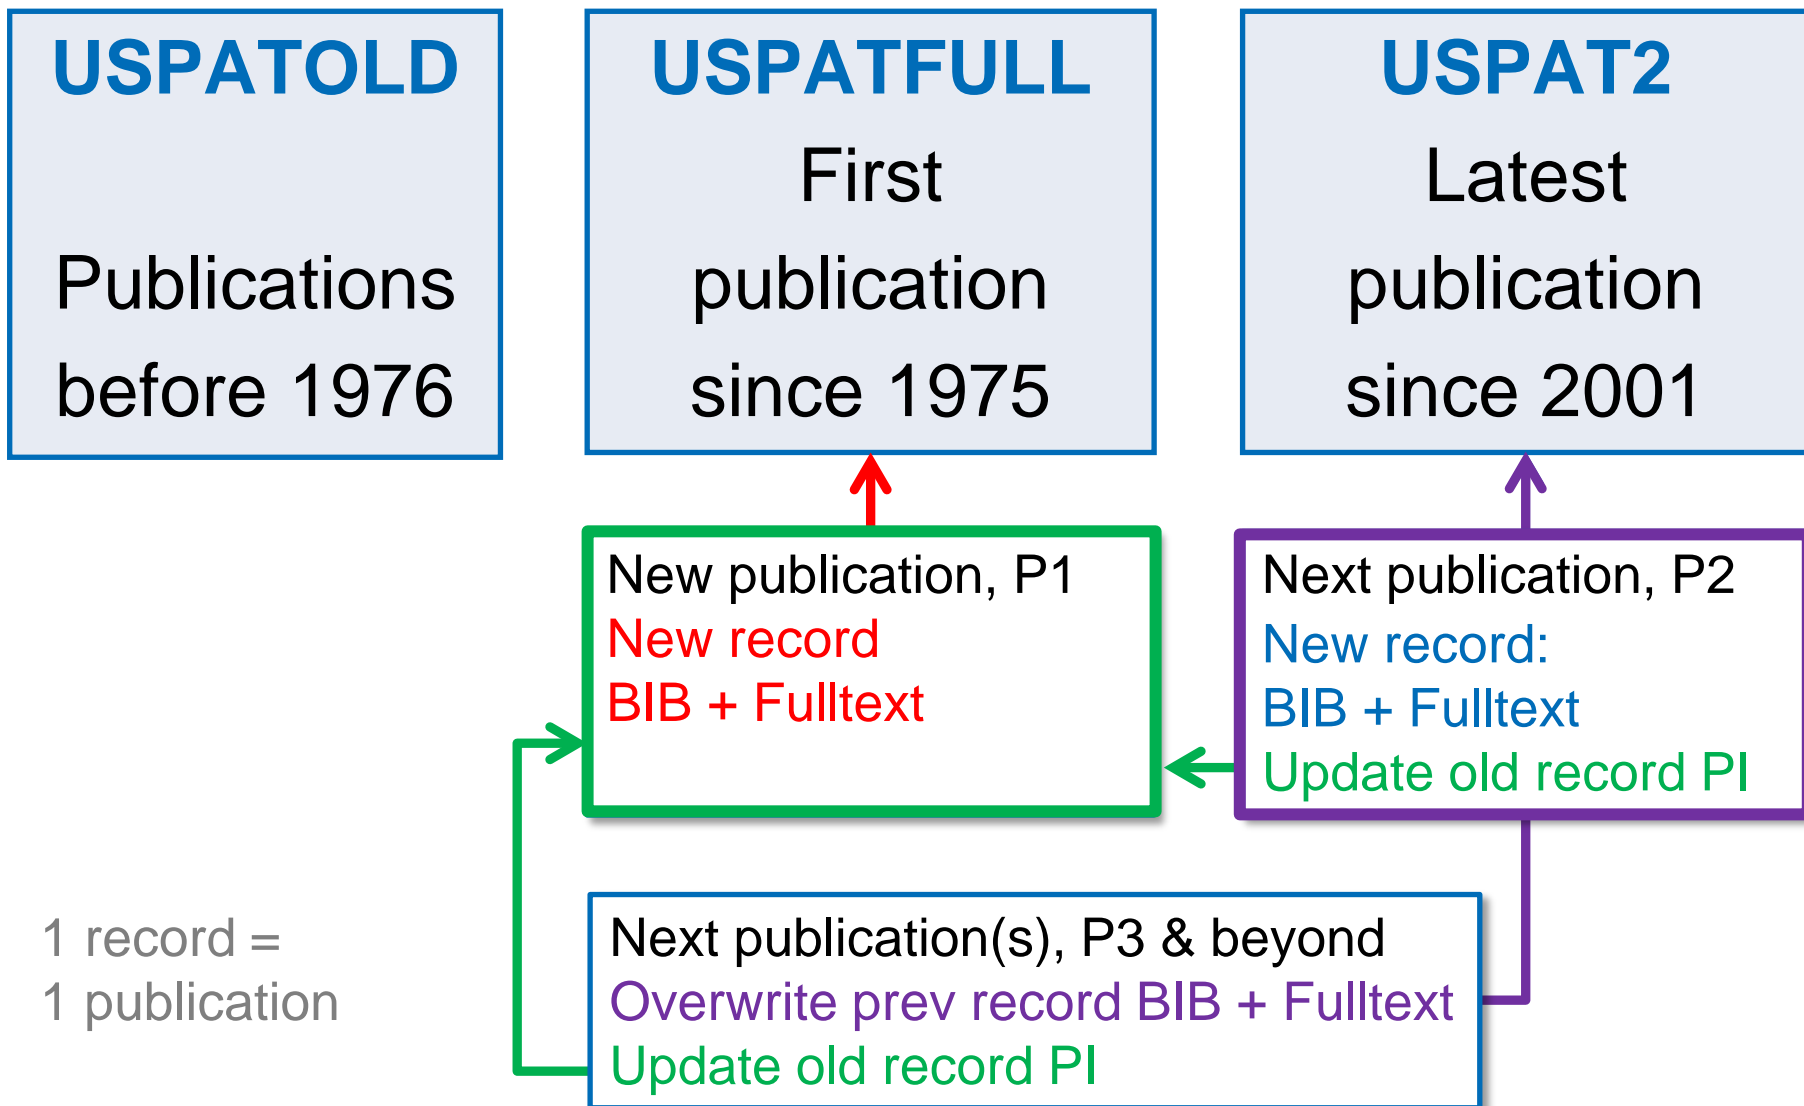 USPATOLD
Publications
before 1976
USPATFULL
First
publication
since 1975
USPAT2
Latest
publication
since 2001
New publication, P1
New record
BIB + Fulltext
Next publication, P2
New record:
BIB + Fulltext
Update old record PI
1 record =
1 publication
Next publication(s), P3 & beyond
Overwrite prev record BIB + Fulltext
Update old record PI